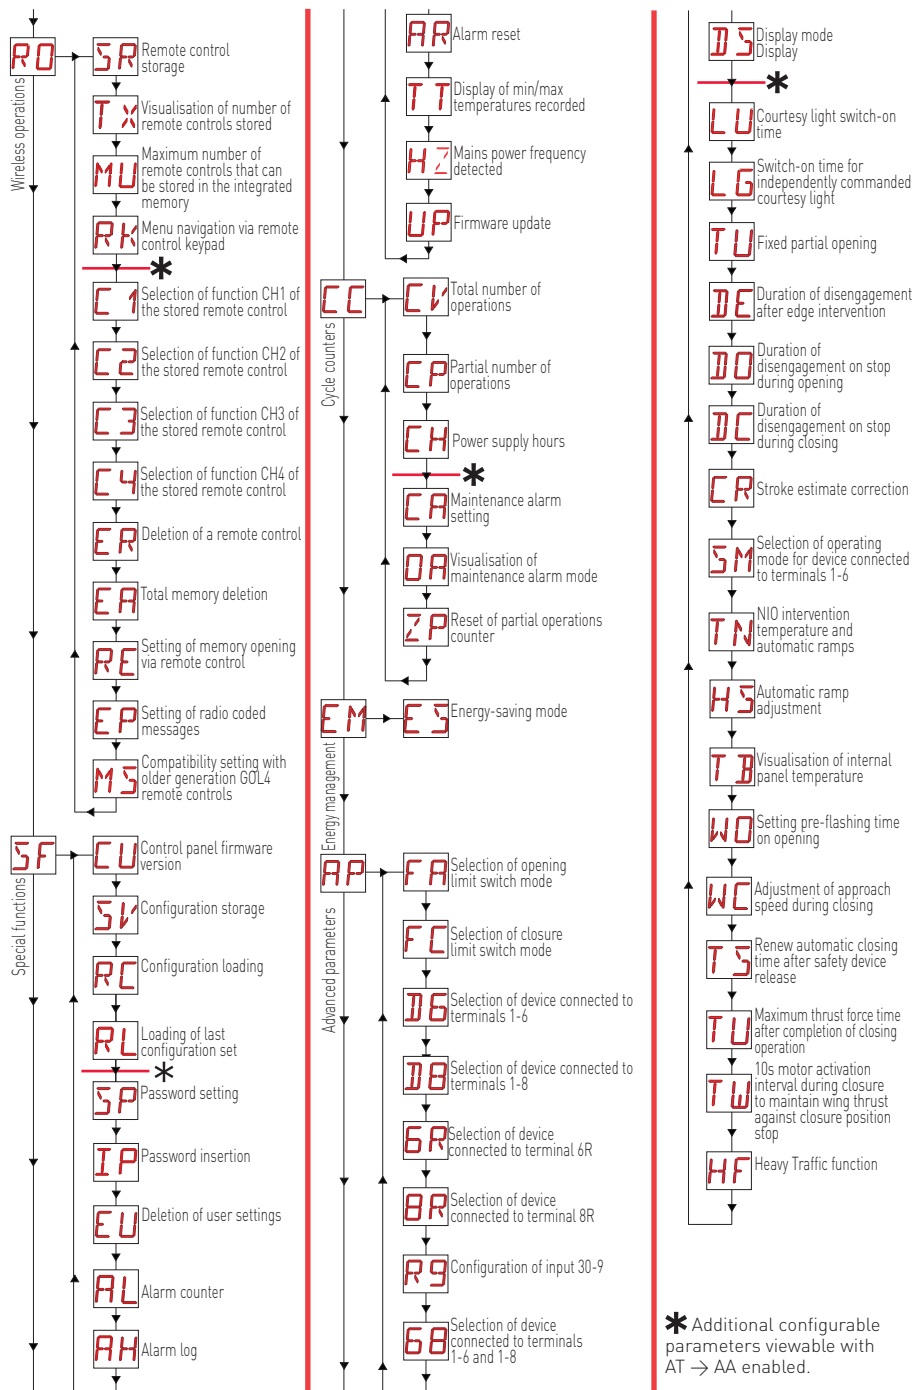 RO
Wireless operations
SR
Remote control
storage
TX
Visualisation of number of
remote controls stored
MU
Maximum number of
remote controls that can
be stored in the integrated
memory
RK
Menu navigation via remote
control keypad
*
C1
Selection of function CH1 of
the stored remote control
C2
Selection of function CH2 of
the stored remote control
C3
Selection of function CH3 of
the stored remote control
C4
Selection of function CH4 of
the stored remote control
ER
Deletion of a remote control
EA
Total memory deletion
RE
Setting of memory opening
via remote control
EP
Setting of radio coded
messages
MS
Compatibility setting with
older generation GOL4
remote controls
SF
Special functions
CU
Control panel firmware
version
SV
Configuration storage
RC
Configuration loading
RL
Loading of last
configuration set
*
SP
Password setting
IP
Password insertion
EU
Deletion of user settings
AL
Alarm counter
AH
Alarm log
AR
Alarm reset
TT
Display of min/max
temperatures recorded
HZ
Mains power frequency
detected
UP
Firmware update
CC
Cycle counters
CV
Total number of
operations
CP
Partial number of
operations
CH
Power supply hours
*
CA
Maintenance alarm
setting
OA
Visualisation of
maintenance alarm mode
ZP
Reset of partial operations
counter
EM
Energy management
ES
Energy-saving mode
AP
Advanced parameters
FA
Selection of opening
limit switch mode
FC
Selection of closure
limit switch mode
D6
Selection of device connected to
terminals 1-6
D8
Selection of device connected to
terminals 1-8
6R
Selection of device
connected to terminal 6R
8R
Selection of device
connected to terminal 8R
R9
Configuration of input 30-9
68
Selection of device
connected to terminals
1-6 and 1-8
DS
Display mode
Display
*
LU
Courtesy light switch-on
time
LG
Switch-on time for
independently commanded
courtesy light
TU
Fixed partial opening
DE
Duration of disengagement
after edge intervention
DO
Duration of
disengagement on stop
during opening
DC
Duration of
disengagement on stop
during closing
CR
Stroke estimate correction
SM
Selection of operating
mode for device connected
to terminals 1-6
TN
NIO intervention
temperature and
automatic ramps
HS
Automatic ramp
adjustment
TB
Visualisation of internal
panel temperature
WO
Setting pre-flashing time
on opening
WC
Adjustment of approach
speed during closing
TS
Renew automatic closing
time after safety device
release
TU
Maximum thrust force time
after completion of closing
operation
TW
10s motor activation
interval during closure
to maintain wing thrust
against closure position
stop
HF
Heavy Traffic function
* Additional configurable
parameters viewable with
AT → AA enabled.